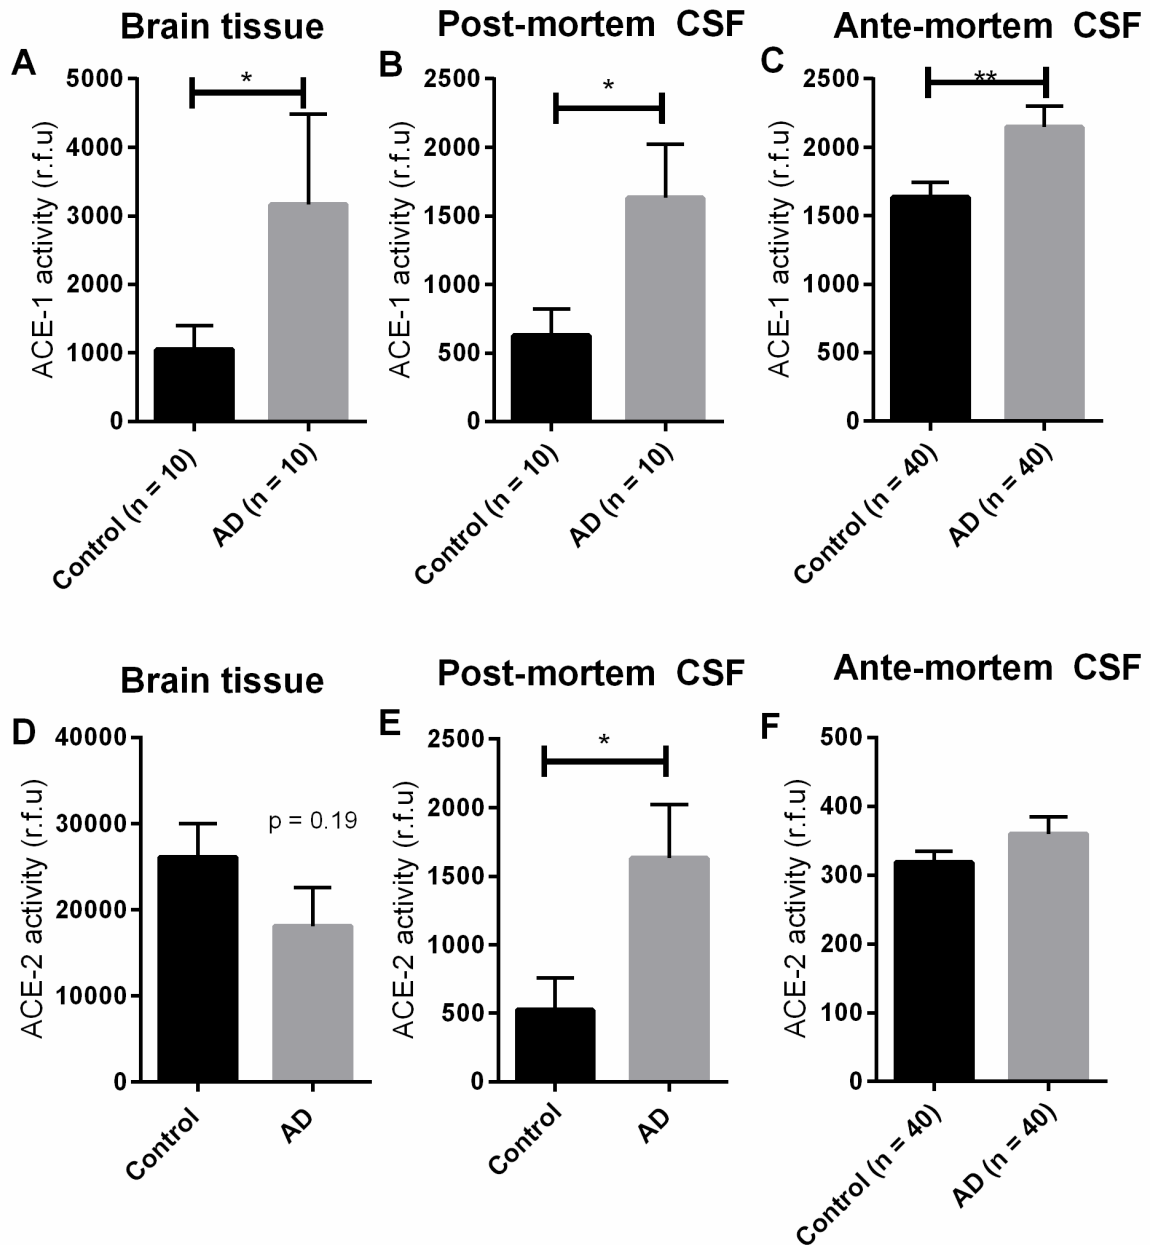 Brain tissue
Post-mortem CSF
Ante-mortem CSF
A
ACE-1 activity (r.f.u)
5000
4000
3000
2000
1000
0
*
Control (n = 10)
AD (n = 10)
B
ACE-1 activity (r.f.u)
2500
2000
1500
1000
500
0
*
Control (n = 10)
AD (n = 10)
C
ACE-1 activity (r.f.u)
2500
2000
1500
1000
500
0
**
Control (n = 40)
AD (n = 40)
Brain tissue
Post-mortem CSF
Ante-mortem CSF
D
ACE-2 activity (r.f.u)
40000
30000
20000
10000
0
p = 0.19
Control
AD
E
ACE-2 activity (r.f.u)
2500
2000
1500
1000
500
0
*
Control
AD
F
ACE-2 activity (r.f.u)
500
400
300
200
100
0
Control (n = 40)
AD (n = 40)